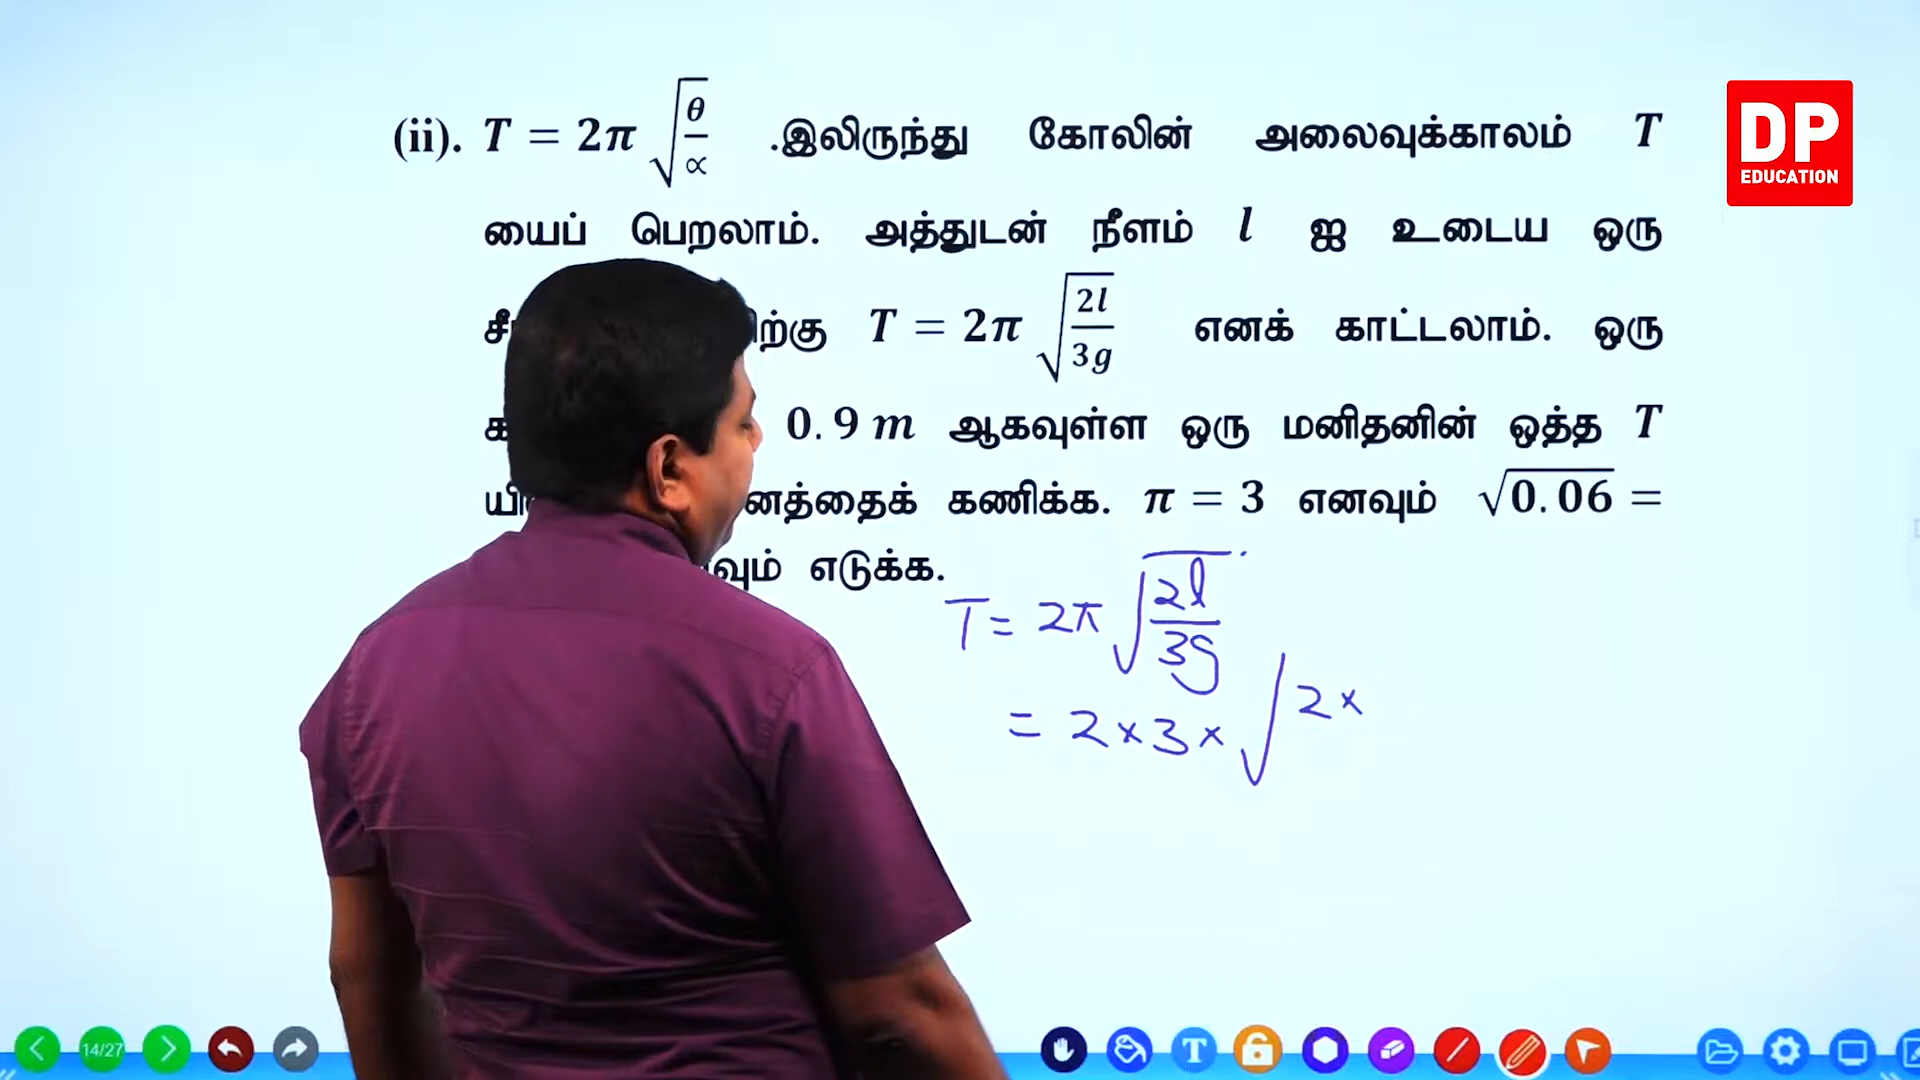 (ii). T = 2π √(θ/∝) .இலிருந்து கோலின் அலைவுக்காலம் T
யைப் பெறலாம். அத்துடன் நீளம் l ஐ உடைய ஒரு
T = 2π √(2l/3g) எனக் காட்டலாம். ஒரு
0.9 m ஆகவுள்ள ஒரு மனிதனின் ஒத்த T
கணிக்க. π = 3 எனவும் √0.06 =
எடுக்க.
T = 2π √(2l/3g)
= 2 × 3 × √2 ×
DP
EDUCATION
14/27
T